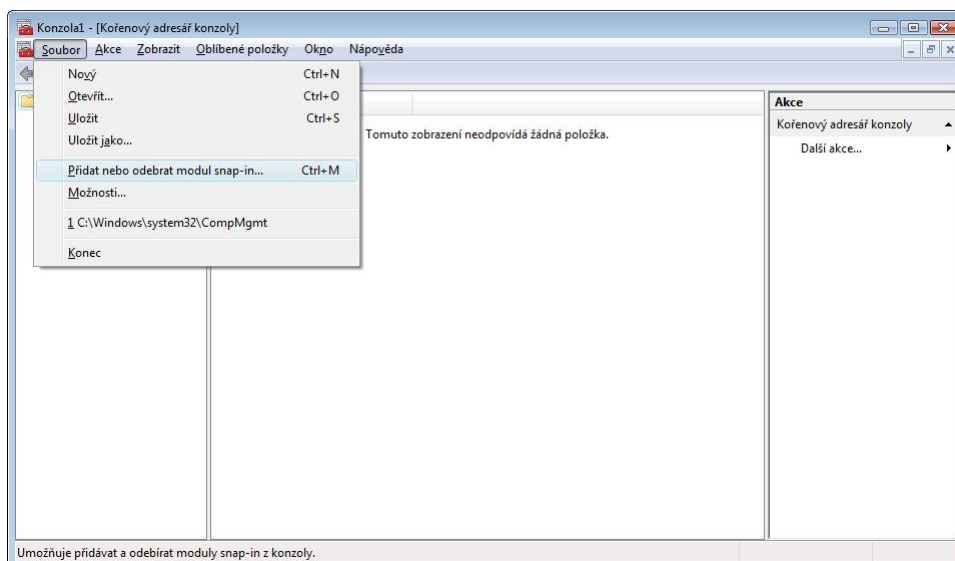 Konzola1 - [Kořenový adresář konzoly]
Soubor Akce Zobrazit Oblíbené položky Okno Nápověda
Nový Ctrl+N
Otevřít... Ctrl+O
Uložit Ctrl+S
Uložit jako...
Přidat nebo odebrat modul snap-in... Ctrl+M
Možnosti...
1 C:\Windows\system32\CompMgmt
Konec
Tomuto zobrazení neodpovídá žádná položka.
Akce
Kořenový adresář konzoly
Další akce...
Umožňuje přidávat a odebírat moduly snap-in z konzoly.